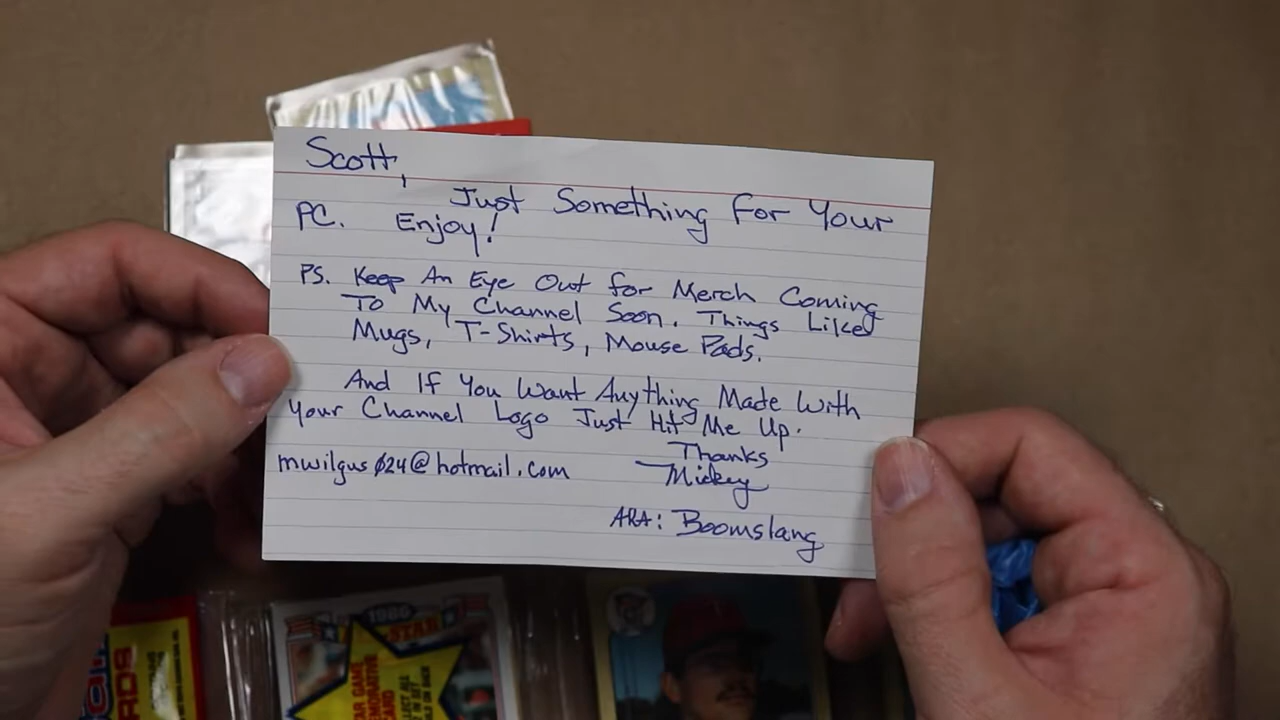 Scott,
Just Something for Your
PC. Enjoy!
PS. Keep An Eye Out for Merch Coming
To My Channel Soon. Things Like
Mugs, T-Shirts, Mouse Pads.
And If You Want Anything Made With
Your Channel Logo Just Hit Me Up.
Thanks
mwilgus024@hotmail.com Mickey
AKA: Boomslang
1986
STAR